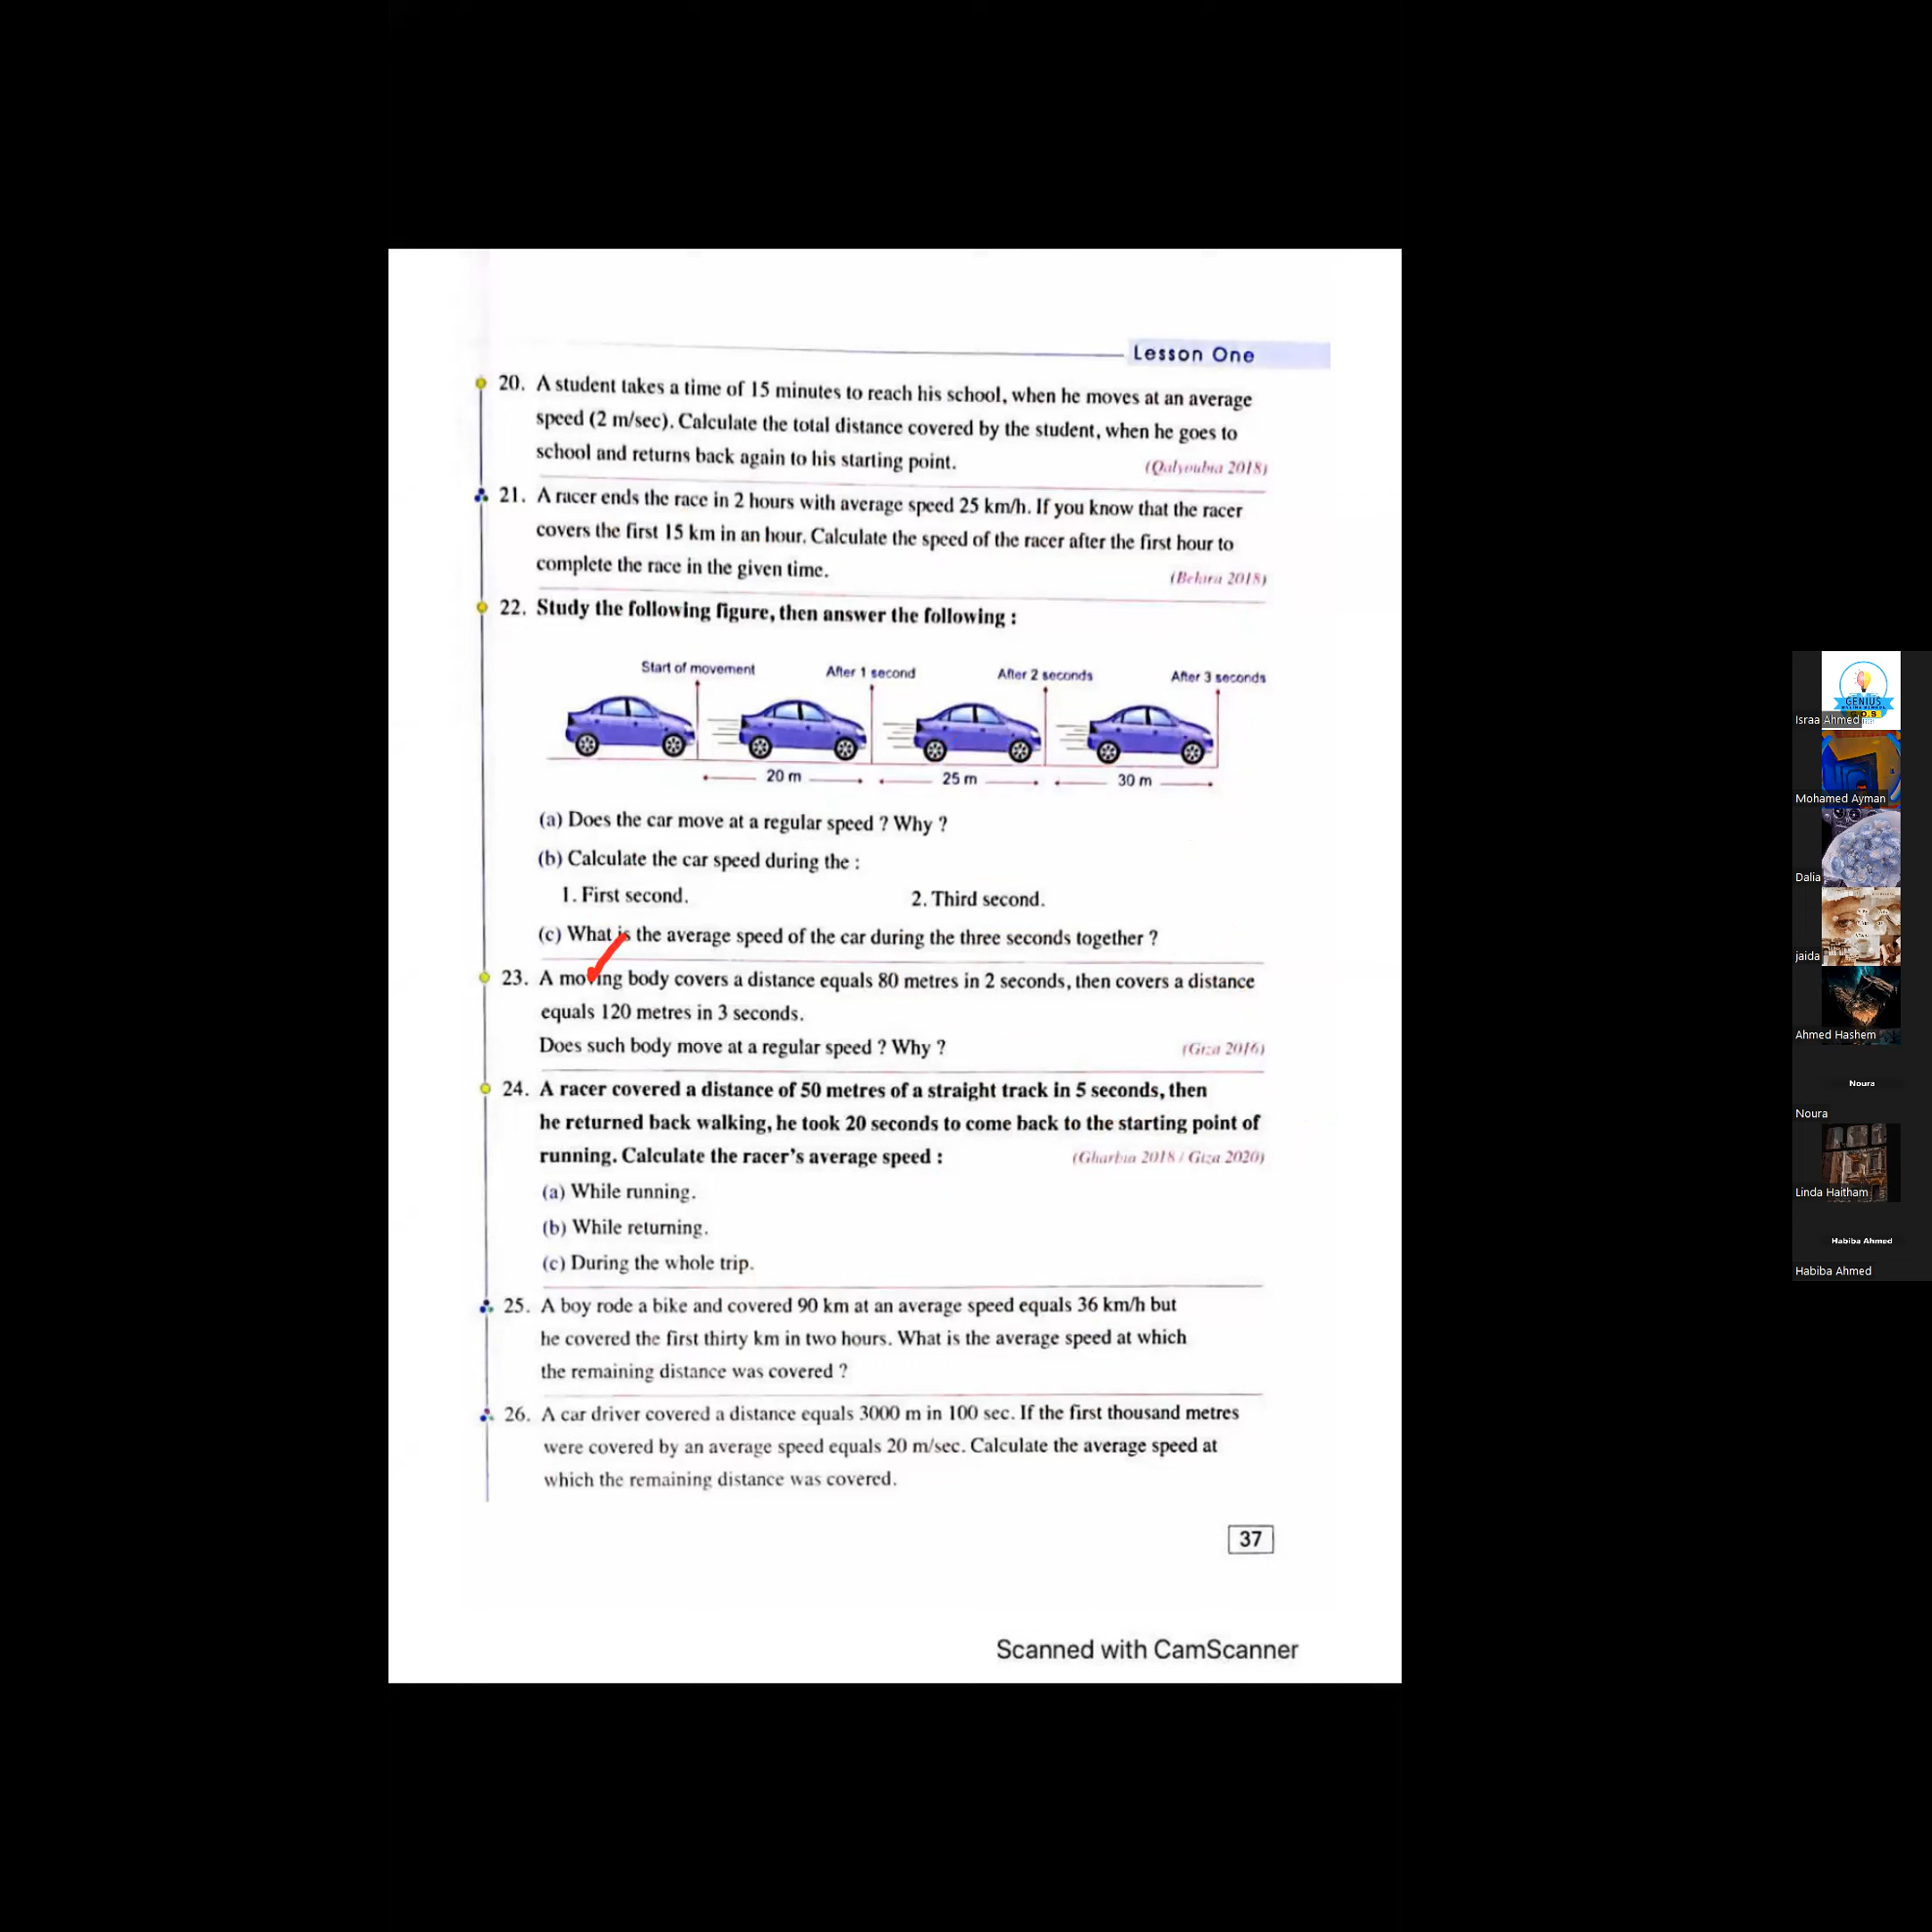 Lesson One
20. A student takes a time of 15 minutes to reach his school, when he moves at an average
speed (2 m/sec). Calculate the total distance covered by the student, when he goes to
school and returns back again to his starting point. (Qalyoubia 2018)
21. A racer ends the race in 2 hours with average speed 25 km/h. If you know that the racer
covers the first 15 km in an hour. Calculate the speed of the racer after the first hour to
complete the race in the given time. (Behira 2018)
22. Study the following figure, then answer the following :
Start of movement After 1 second After 2 seconds After 3 seconds
20 m 25 m 30 m
(a) Does the car move at a regular speed ? Why ?
(b) Calculate the car speed during the :
1. First second. 2. Third second.
(c) What is the average speed of the car during the three seconds together ?
23. A moving body covers a distance equals 80 metres in 2 seconds, then covers a distance
equals 120 metres in 3 seconds.
Does such body move at a regular speed ? Why ? (Giza 2016)
24. A racer covered a distance of 50 metres of a straight track in 5 seconds, then
he returned back walking, he took 20 seconds to come back to the starting point of
running. Calculate the racer's average speed : (Gharbia 2018 / Giza 2020)
(a) While running.
(b) While returning.
(c) During the whole trip.
25. A boy rode a bike and covered 90 km at an average speed equals 36 km/h but
he covered the first thirty km in two hours. What is the average speed at which
the remaining distance was covered ?
26. A car driver covered a distance equals 3000 m in 100 sec. If the first thousand metres
were covered by an average speed equals 20 m/sec. Calculate the average speed at
which the remaining distance was covered.
37
Scanned with CamScanner
GENIUS
Israa Ahmed
Mohamed Ayman
Dalia
jaida
Ahmed Hashem
Noura
Noura
Linda Haitham
Habiba Ahmed
Habiba Ahmed